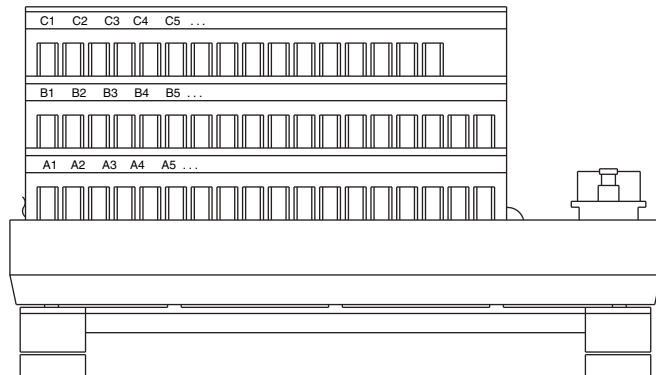 C1 C2 C3 C4 C5 ...
B1 B2 B3 B4 B5 ...
A1 A2 A3 A4 A5 ...